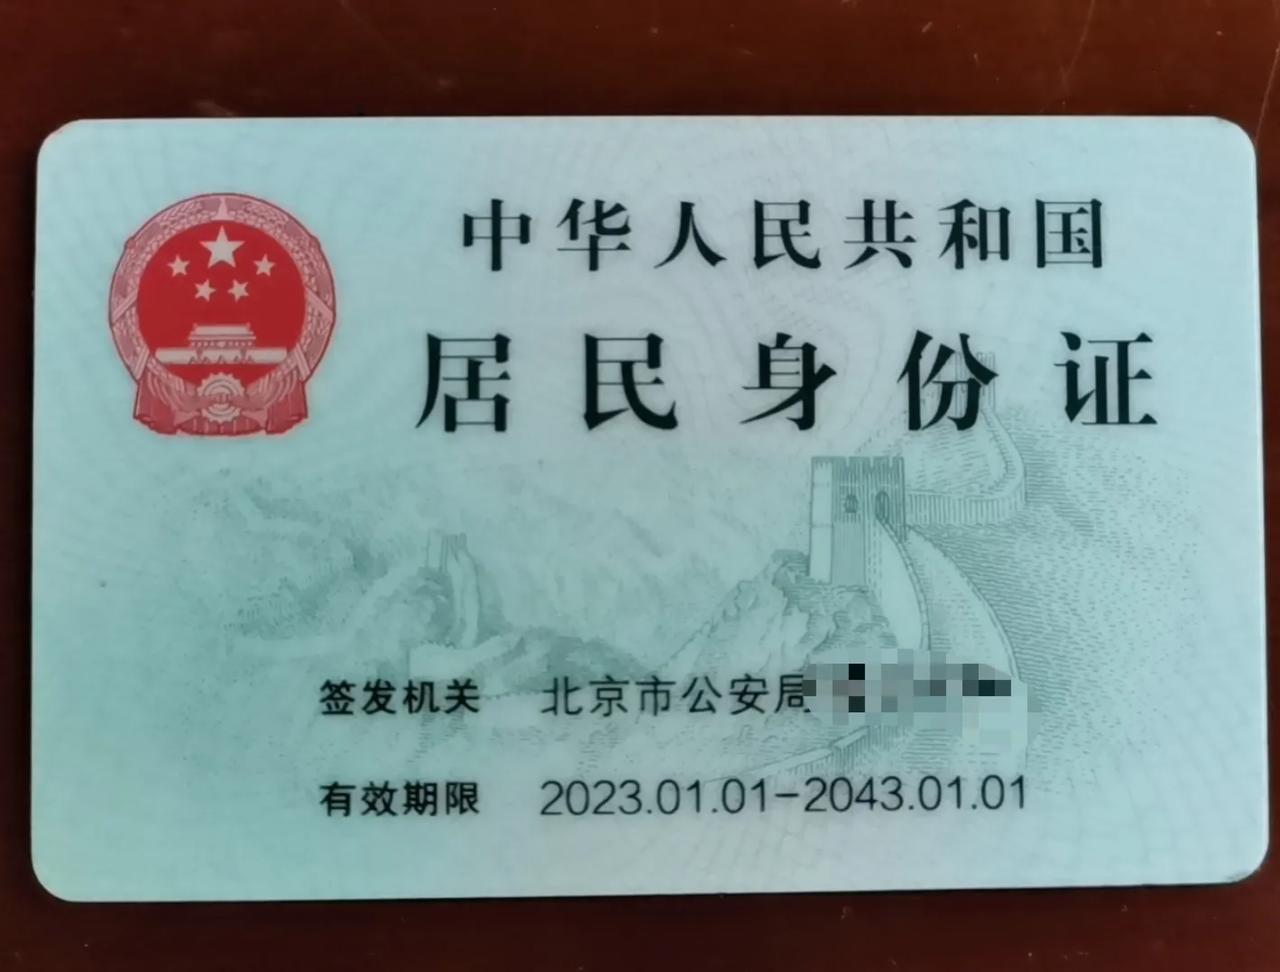 中华人民共和国
居民身份证
签发机关 北京市公安局
有效期限 2023.01.01-2043.01.01